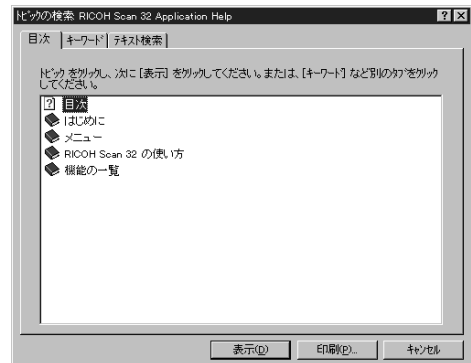 ﾄﾋﾟｯｸの検索: RICOH Scan 32 Application Help
目次
ｷｰﾜｰﾄﾞ
ﾃｷｽﾄ検索
ﾄﾋﾟｯｸ をｸﾘｯｸし、次に [表示] をｸﾘｯｸしてください。または、[ｷｰﾜｰﾄﾞ] など別のﾀﾌﾞをｸﾘｯｸ
してください。
目次
はじめに
メニュー
RICOH Scan 32 の使い方
機能の一覧
表示(D)
印刷(P)...
ｷｬﾝｾﾙ